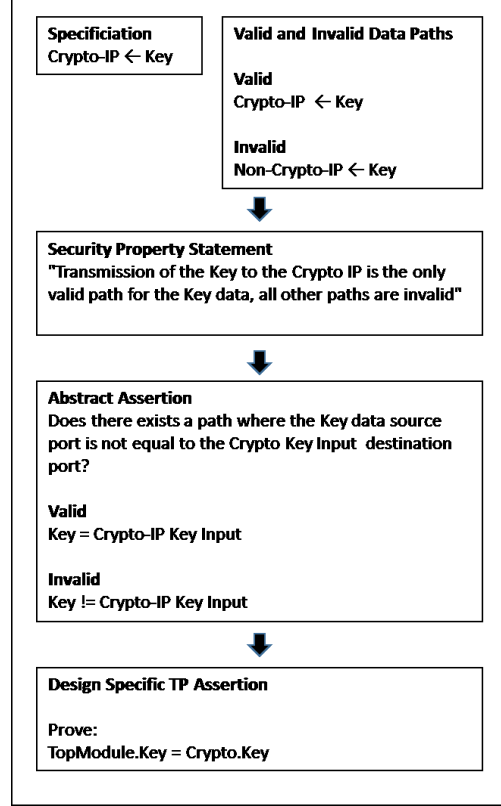 Specificiation
Crypto-IP ← Key
Valid and Invalid Data Paths
Valid
Crypto-IP ← Key
Invalid
Non-Crypto-IP ← Key
Security Property Statement
"Transmission of the Key to the Crypto IP is the only
valid path for the Key data, all other paths are invalid"
Abstract Assertion
Does there exists a path where the Key data source
port is not equal to the Crypto Key Input destination
port?
Valid
Key = Crypto-IP Key Input
Invalid
Key != Crypto-IP Key Input
Design Specific TP Assertion
Prove:
TopModule.Key = Crypto.Key